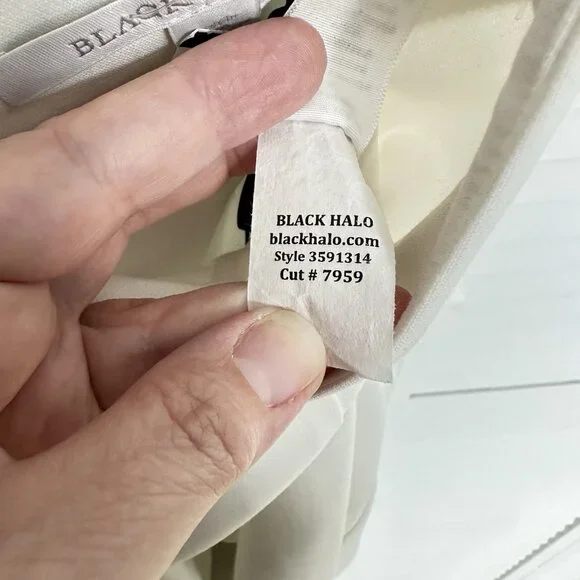 BLACK
BLACK HALO
blackhalo.com
Style 3591314
Cut # 7959